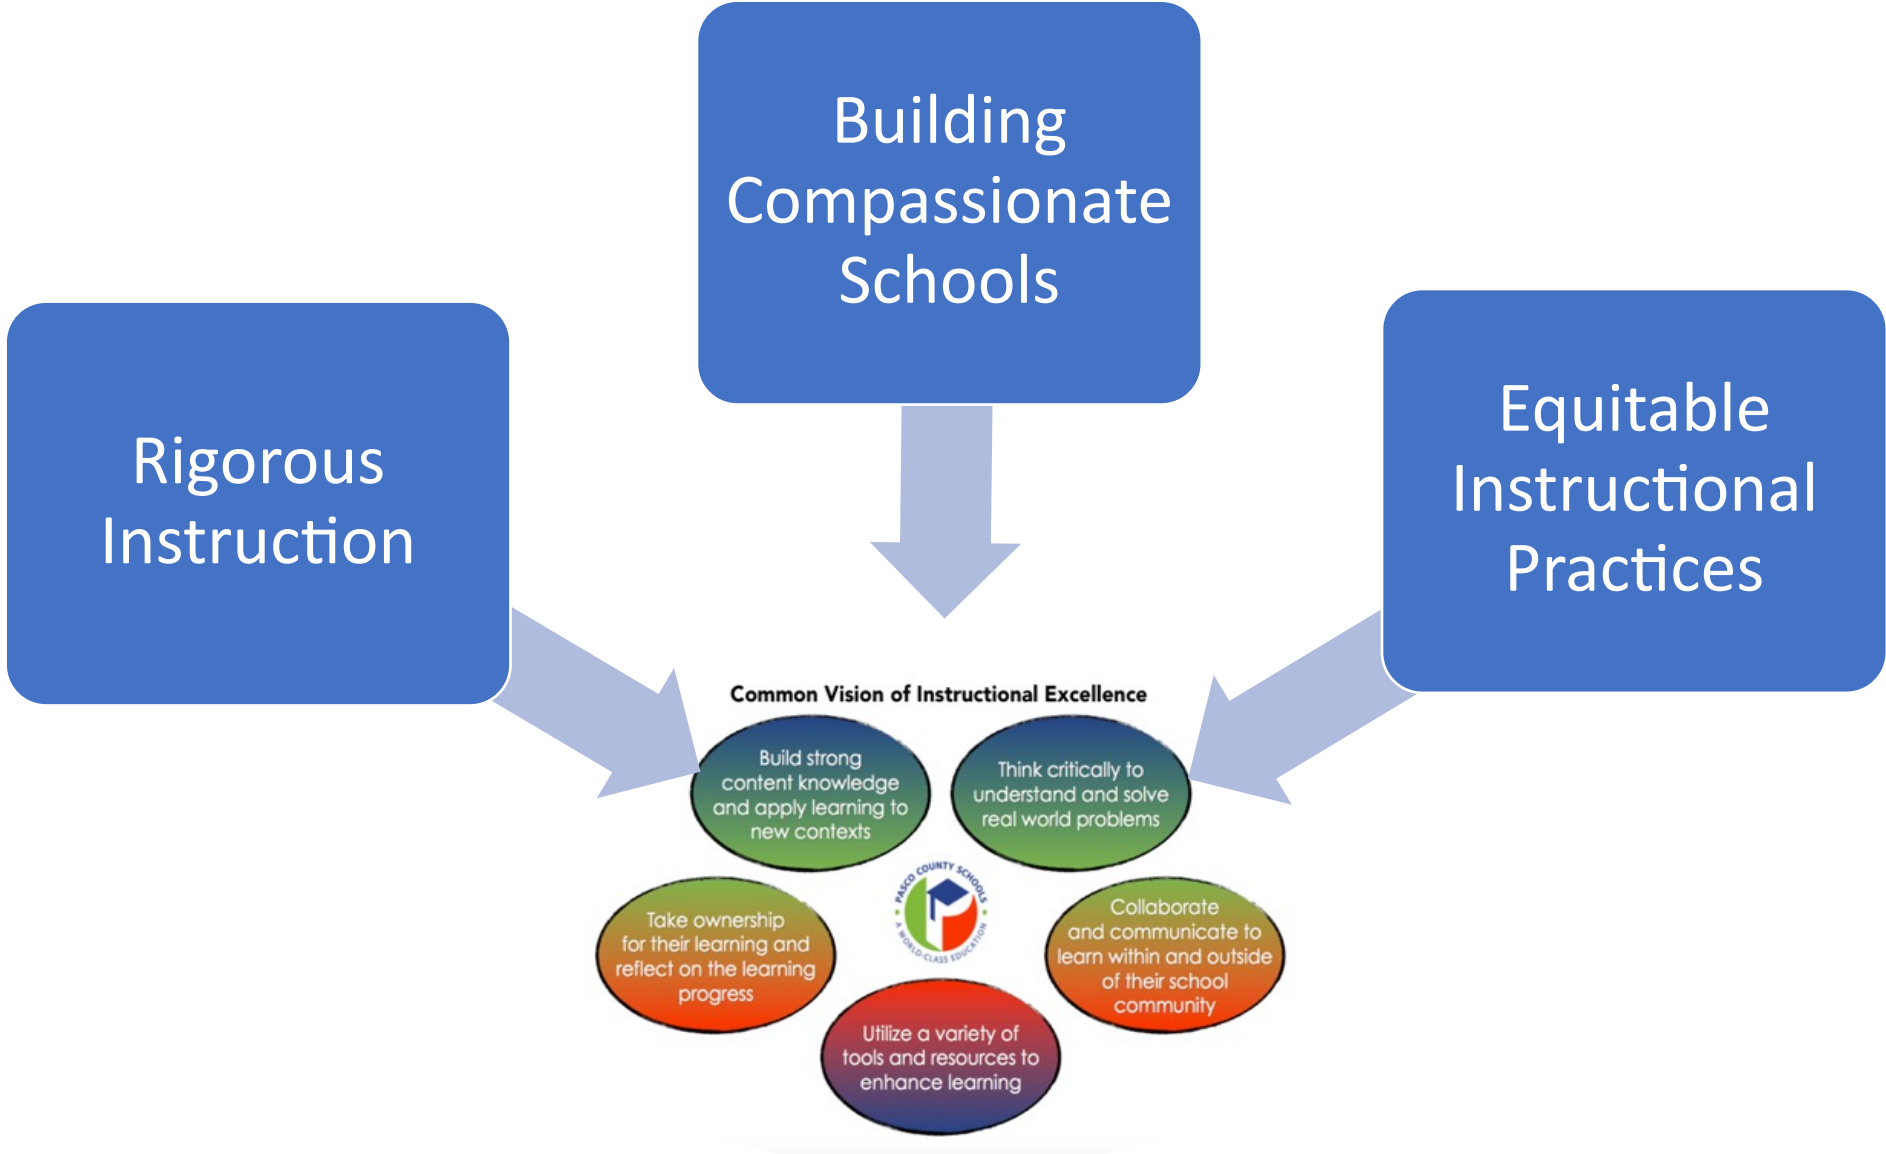 Building
Compassionate
Schools
Rigorous
Instruction
Equitable
Instructional
Practices
Common Vision of Instructional Excellence
Build strong
content knowledge
and apply learning to
new contexts
Think critically to
understand and solve
real world problems
PASCO COUNTY SCHOOLS
A WORLD-CLASS EDUCATION
Take ownership
for their learning and
reflect on the learning
progress
Collaborate
and communicate to
learn within and outside
of their school
community
Utilize a variety of
tools and resources to
enhance learning